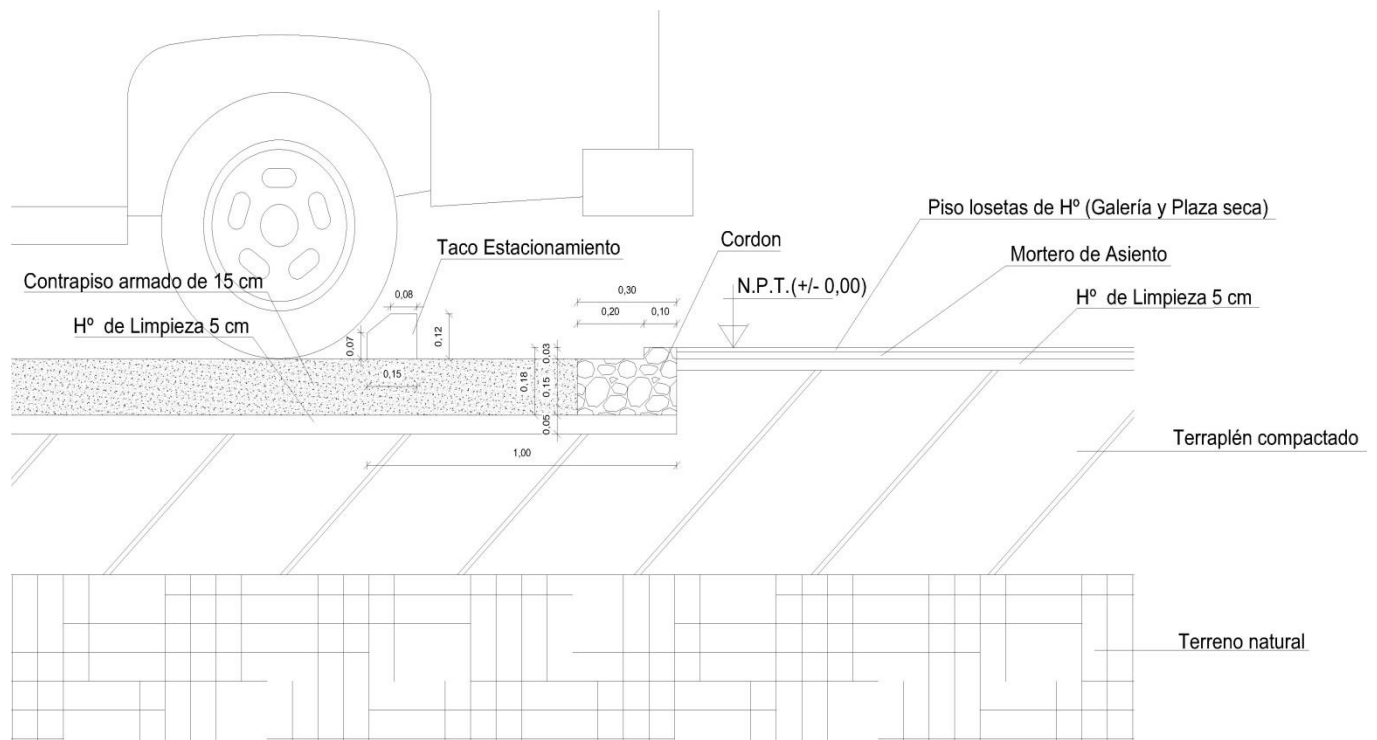 Piso losetas de Hº (Galería y Plaza seca)
Taco Estacionamiento
Cordon
Mortero de Asiento
Contrapiso armado de 15 cm
N.P.T.(+/- 0,00)
Hº de Limpieza 5 cm
0,08
0,30
Hº de Limpieza 5 cm
0,20
0,10
0,07
0,12
0,03
0,15
0,18
0,15
0,05
1,00
Terraplén compactado
Terreno natural